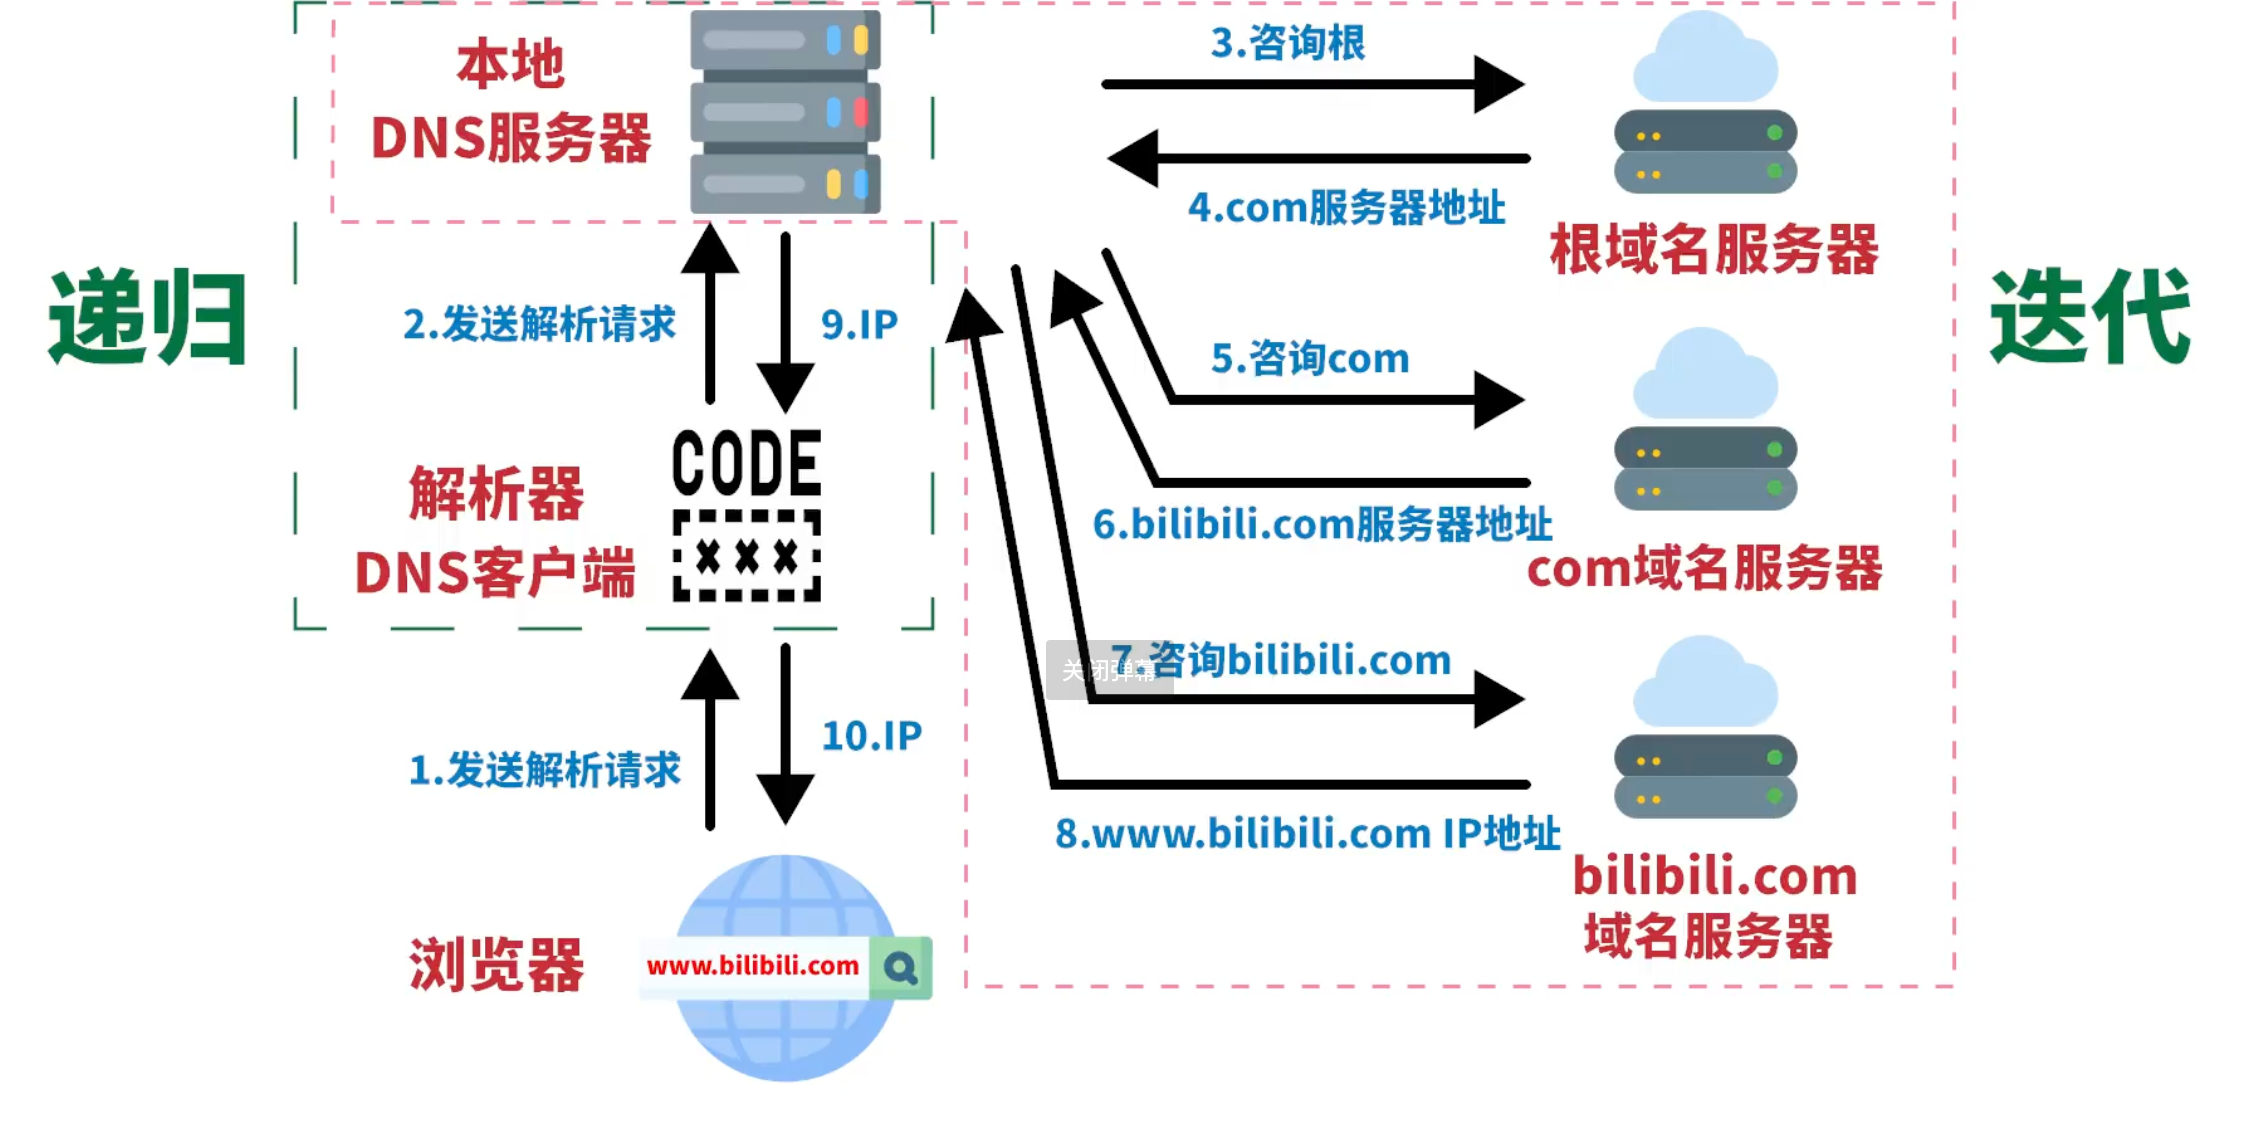 本地
DNS服务器
3.咨询根
4.com服务器地址
根域名服务器
递归
迭代
2.发送解析请求
9.IP
5.咨询com
CODE
解析器
DNS客户端
6.bilibili.com服务器地址
com域名服务器
7.咨询bilibili.com
关闭弹幕
1.发送解析请求
10.IP
8.www.bilibili.com IP地址
bilibili.com
域名服务器
浏览器
www.bilibili.com